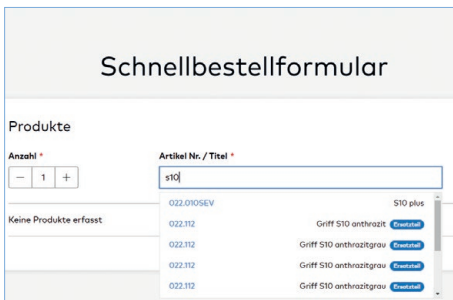 Schnellbestellformular
Produkte
Anzahl *
Artikel Nr. / Titel *
− 1 +
s10
022.010SEV S10 plus
Keine Produkte erfasst
022.112 Griff S10 anthrazit Ersatzteil
022.112 Griff S10 anthrazitgrau Ersatzteil
022.112 Griff S10 anthrazitgrau Ersatzteil
022.112 Griff S10 anthrazitgrau Ersatzteil